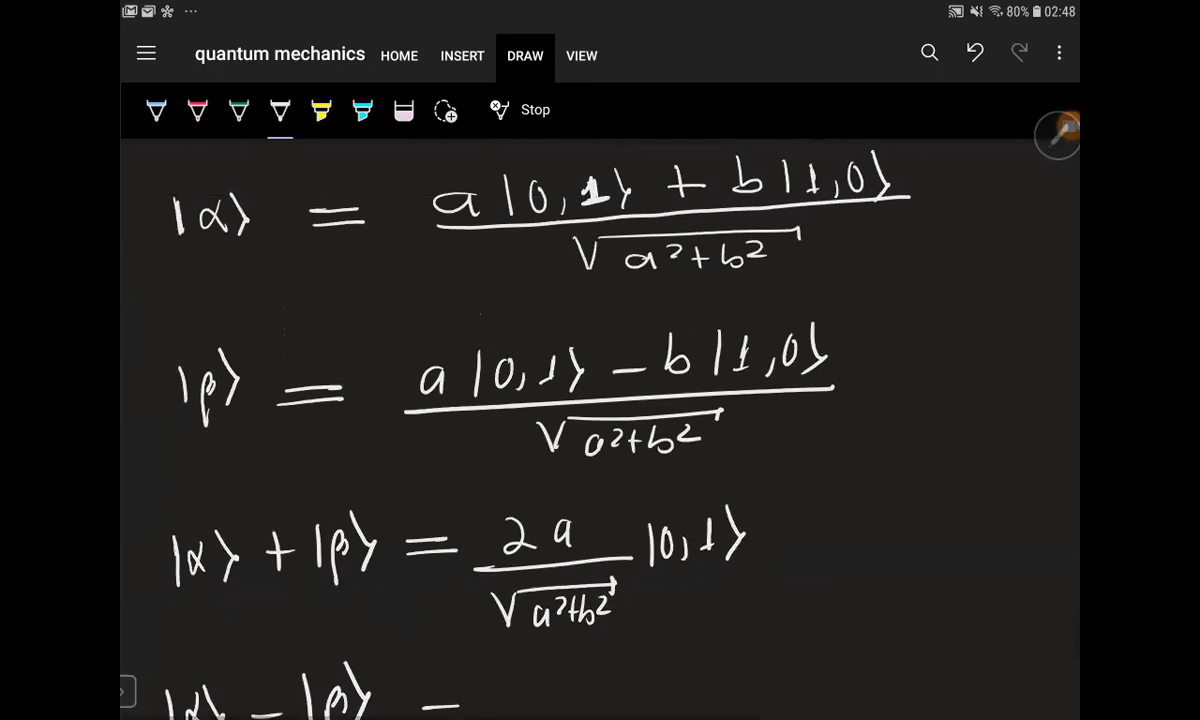 80% 02:48
quantum mechanics HOME INSERT DRAW VIEW
Stop
|α⟩ = a|0,1⟩ + b|1,0⟩ / √a²+b²
|β⟩ = a|0,1⟩ - b|1,0⟩ / √a²+b²
|α⟩ + |β⟩ = 2a / √a²+b² |0,1⟩
|α⟩ - |β⟩ =